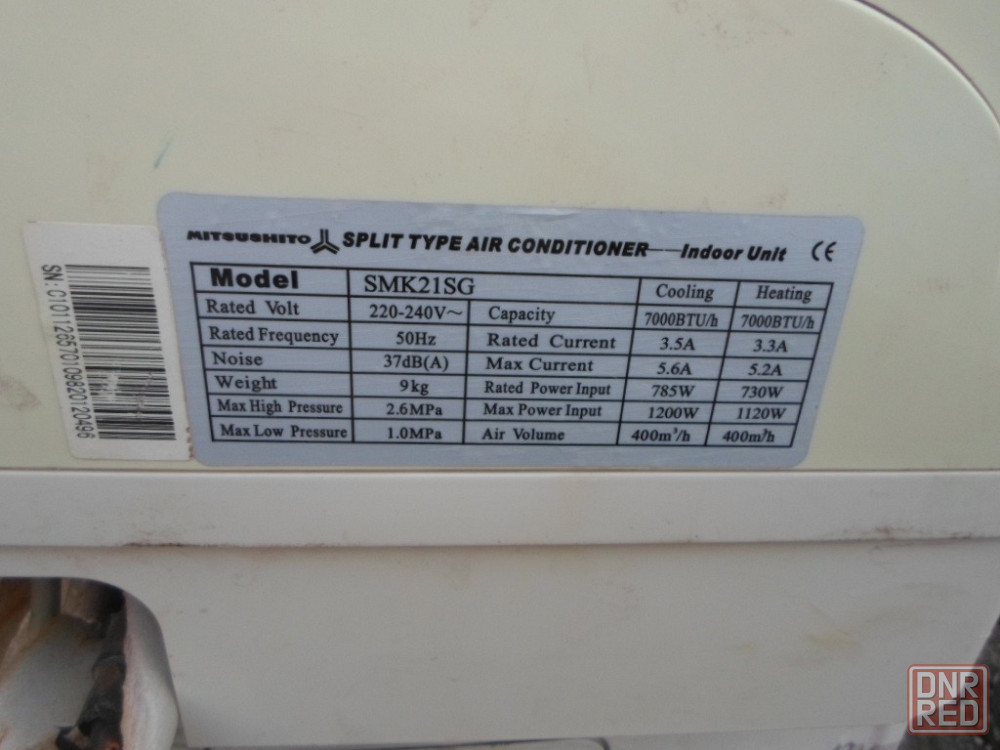 MITSUSHITO SPLIT TYPE AIR CONDITIONER——Indoor Unit CE
Model SMK21SG Cooling Heating
Rated Volt 220-240V~ Capacity 7000BTU/h 7000BTU/h
Rated Frequency 50Hz Rated Current 3.5A 3.3A
Noise 37dB(A) Max Current 5.6A 5.2A
Weight 9kg Rated Power Input 785W 730W
Max High Pressure 2.6MPa Max Power Input 1200W 1120W
Max Low Pressure 1.0MPa Air Volume 400m³/h 400m³/h
SN: C101126570109820 20496
DNR
RED